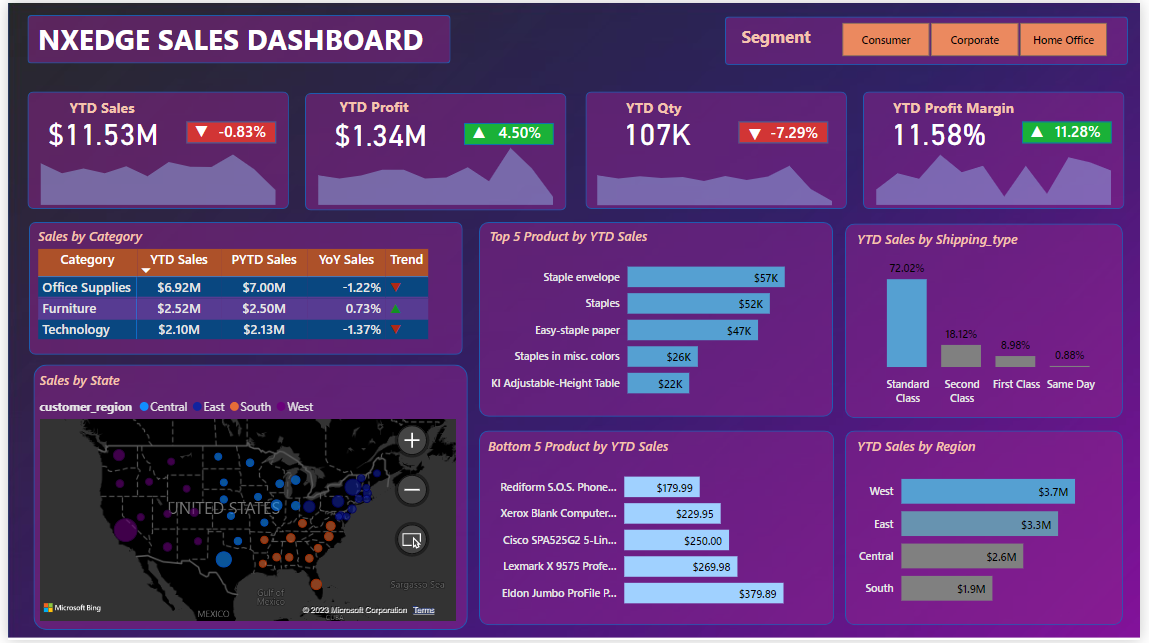 NXEDGE SALES DASHBOARD
Segment
Consumer
Corporate
Home Office
YTD Sales
$11.53M
▼ -0.83%
YTD Profit
$1.34M
▲ 4.50%
YTD Qty
107K
▼ -7.29%
YTD Profit Margin
11.58%
▲ 11.28%
Sales by Category
Category YTD Sales PYTD Sales YoY Sales Trend
Office Supplies $6.92M $7.00M -1.22% ▼
Furniture $2.52M $2.50M 0.73% ▲
Technology $2.10M $2.13M -1.37% ▼
Top 5 Product by YTD Sales
Staple envelope $57K
Staples $52K
Easy-staple paper $47K
Staples in misc. colors $26K
KI Adjustable-Height Table $22K
YTD Sales by Shipping_type
72.02%
18.12%
8.98%
0.88%
Standard Class
Second Class
First Class
Same Day
Sales by State
customer_region Central East South West
UNITED STATES
Gulf of
Mexico
Sargasso Sea
MEXICO
CUBA
Microsoft Bing
© 2023 Microsoft Corporation Terms
Bottom 5 Product by YTD Sales
Rediform S.O.S. Phone... $179.99
Xerox Blank Computer... $229.95
Cisco SPA525G2 5-Lin... $250.00
Lexmark X 9575 Profe... $269.98
Eldon Jumbo ProFile P... $379.89
YTD Sales by Region
West $3.7M
East $3.3M
Central $2.6M
South $1.9M